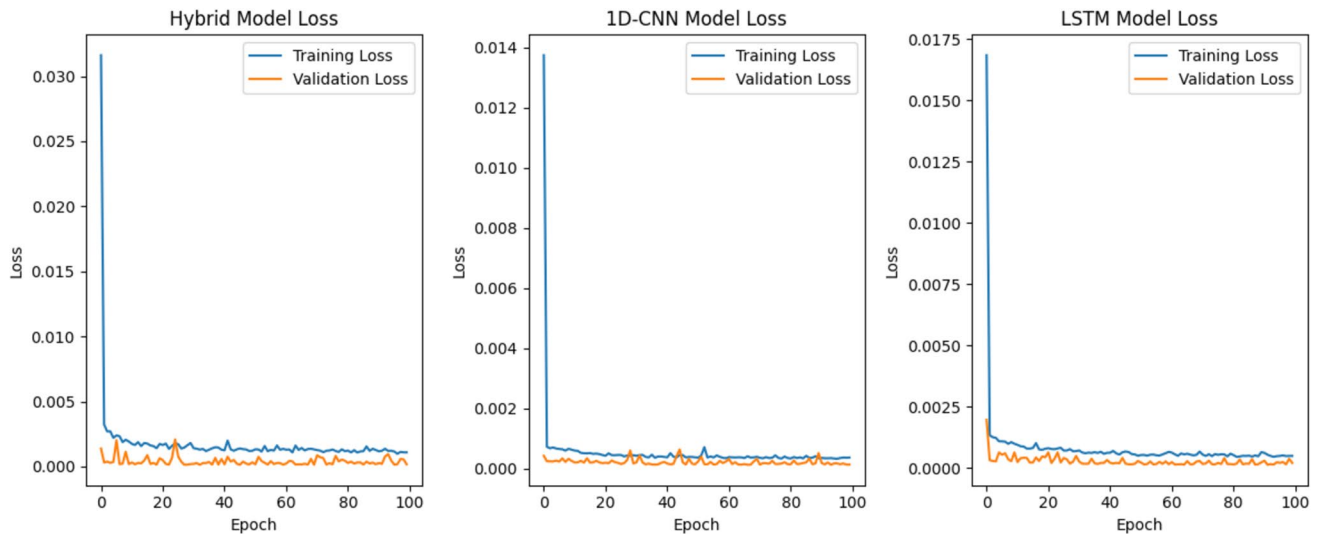 Hybrid Model Loss
Training Loss
Validation Loss
0.030
0.025
0.020
0.015
0.010
0.005
0.000
Loss
0 20 40 60 80 100
Epoch
1D-CNN Model Loss
Training Loss
Validation Loss
0.014
0.012
0.010
0.008
0.006
0.004
0.002
0.000
Loss
0 20 40 60 80 100
Epoch
LSTM Model Loss
Training Loss
Validation Loss
0.0175
0.0150
0.0125
0.0100
0.0075
0.0050
0.0025
0.0000
Loss
0 20 40 60 80 100
Epoch